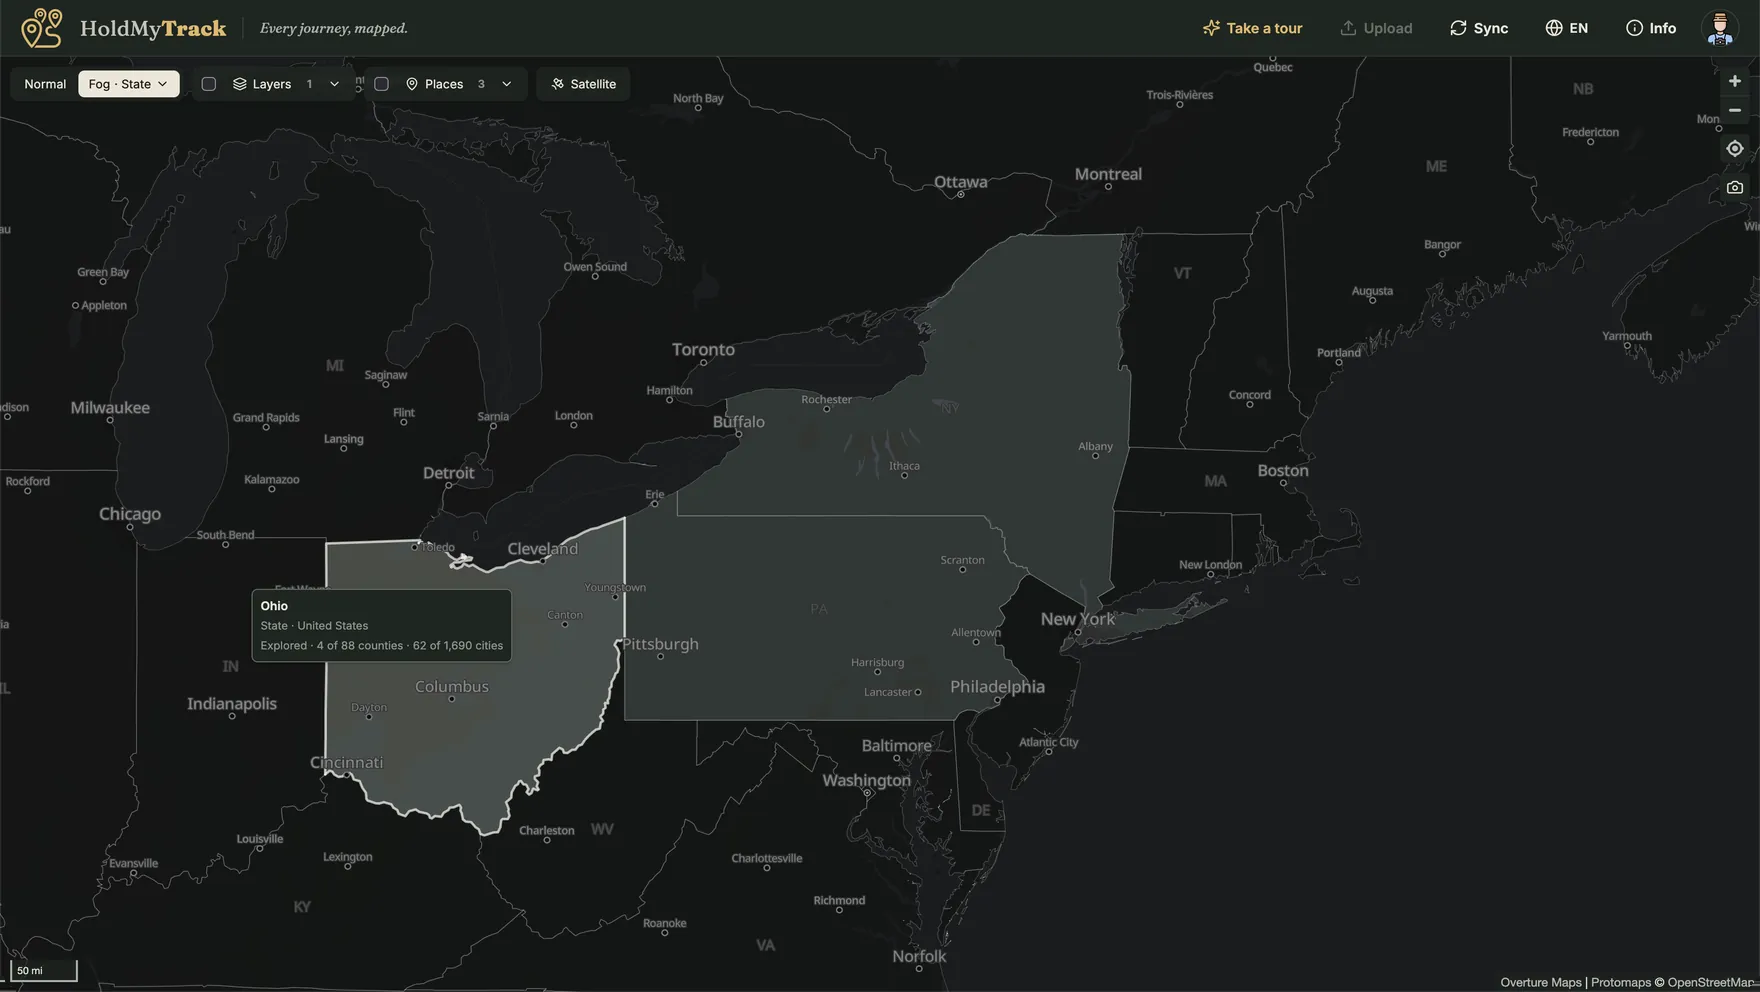 HoldMyTrack
Every journey, mapped.
Take a tour
Upload
Sync
EN
Info
Normal
Fog · State
Layers 1
Places 3
Satellite
Quebec
NB
Trois-Rivières
North Bay
Fredericton
ME
Montreal
Ottawa
Bangor
Owen Sound
Green Bay
VT
Augusta
Appleton
Yarmouth
Toronto
Portland
MI
Saginaw
Hamilton
Concord
Rochester
Milwaukee
Flint
Grand Rapids
Sarnia
London
Buffalo
Lansing
Albany
Ithaca
Boston
Detroit
Kalamazoo
MA
Rockford
Erie
Chicago
South Bend
Toledo
Cleveland
Scranton
New London
Youngstown
Ohio
State · United States
Explored · 4 of 88 counties · 62 of 1,690 cities
Canton
PA
New York
Allentown
Pittsburgh
IN
Harrisburg
Columbus
Philadelphia
Lancaster
Indianapolis
Dayton
Atlantic City
Baltimore
Cincinnati
Washington
DE
WV
Charleston
Louisville
Lexington
Charlottesville
Evansville
Richmond
KY
Roanoke
VA
Norfolk
50 mi
Overture Maps | Protomaps © OpenStreetMap